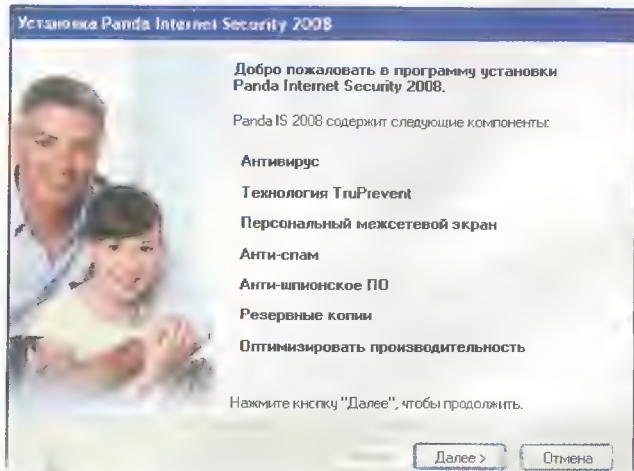 Установка Panda Internet Security 2008
Добро пожаловать в программу установки
Panda Internet Security 2008.
Panda IS 2008 содержит следующие компоненты:
Антивирус
Технология TruPrevent
Персональный межсетевой экран
Анти-спам
Анти-шпионское ПО
Резервные копии
Оптимизировать производительность
Нажмите кнопку "Далее", чтобы продолжить.
Далее >
Отмена